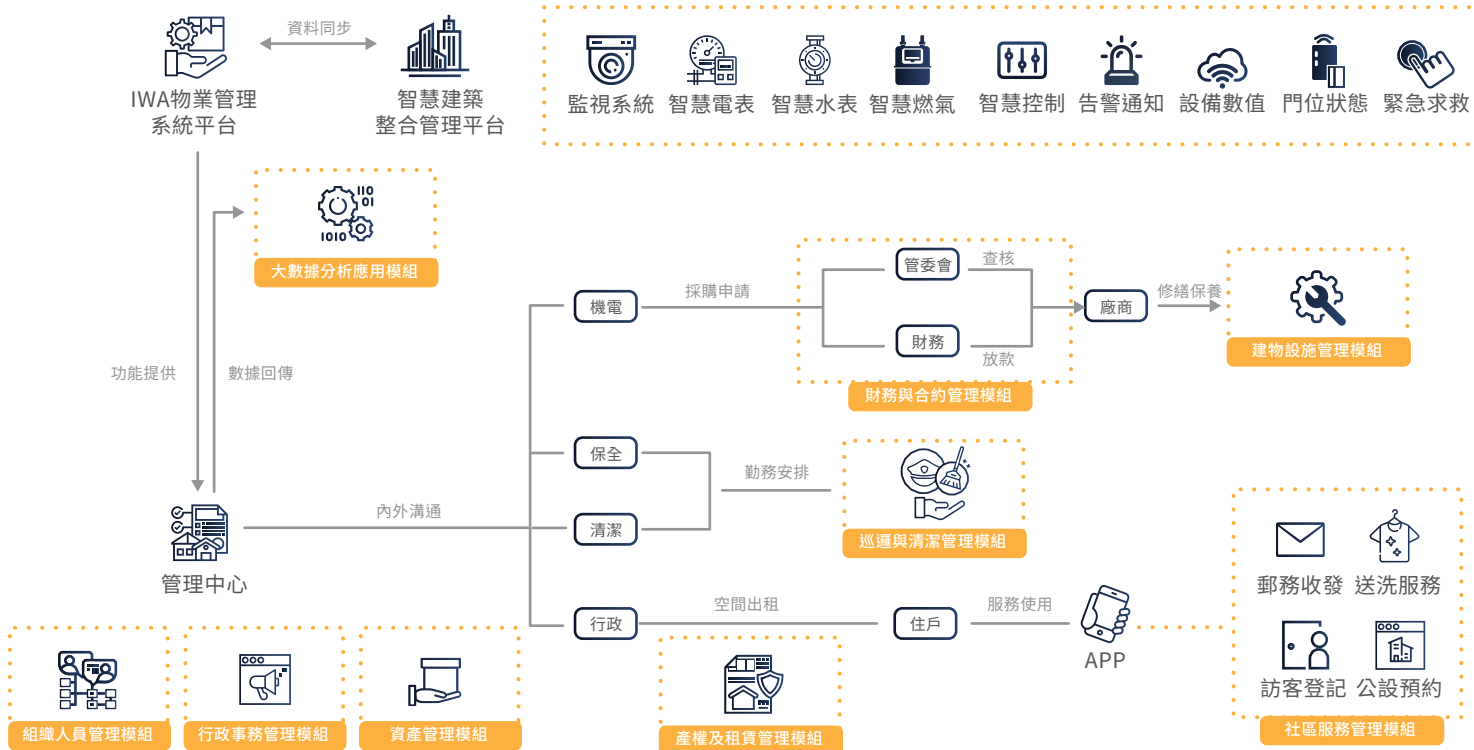 資料同步
IWA物業管理
系統平台
智慧建築
整合管理平台
監視系統
智慧電表
智慧水表
智慧燃氣
智慧控制
告警通知
設備數值
門位狀態
緊急求救
110
01
1010
大數據分析應用模組
功能提供
數據回傳
機電
採購申請
管委會
查核
財務
放款
財務與合約管理模組
廠商
修繕保養
建物設施管理模組
保全
清潔
勤務安排
巡邏與清潔管理模組
內外溝通
管理中心
行政
空間出租
住戶
服務使用
APP
郵務收發
送洗服務
訪客登記
公設預約
社區服務管理模組
組織人員管理模組
行政事務管理模組
資產管理模組
產權及租賃管理模組